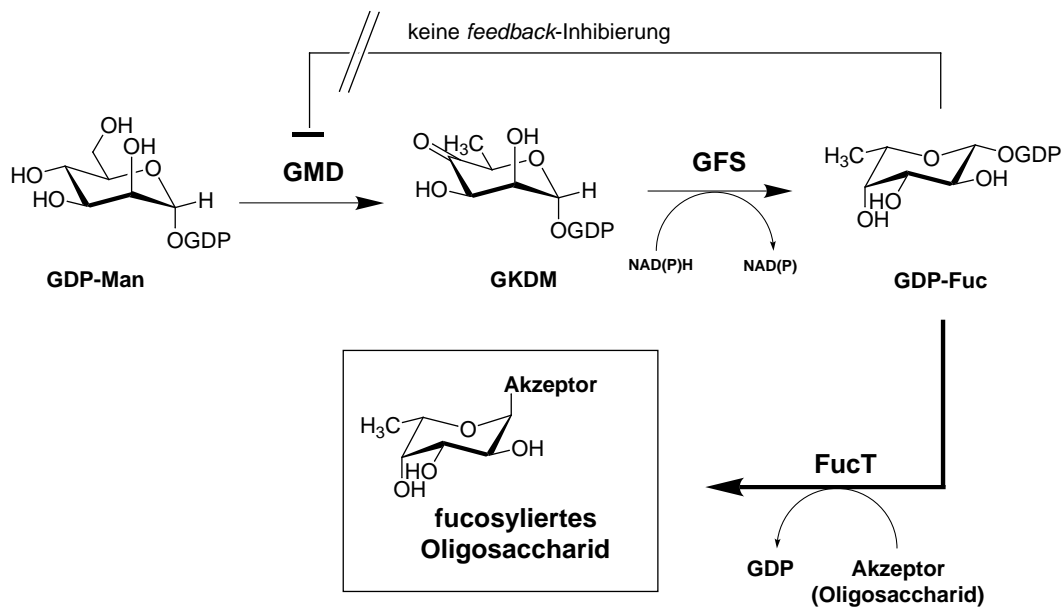 keine feedback-Inhibierung
OH
OH
HO
HO
O
H
OGDP
GDP-Man
GMD
O
H3C
OH
O
HO
H
OGDP
GKDM
GFS
NAD(P)H
NAD(P)
H3C
O
OGDP
OH
HO
OH
GDP-Fuc
Akzeptor
H3C
O
OH
HO
OH
fucosyliertes
Oligosaccharid
FucT
GDP
Akzeptor
(Oligosaccharid)